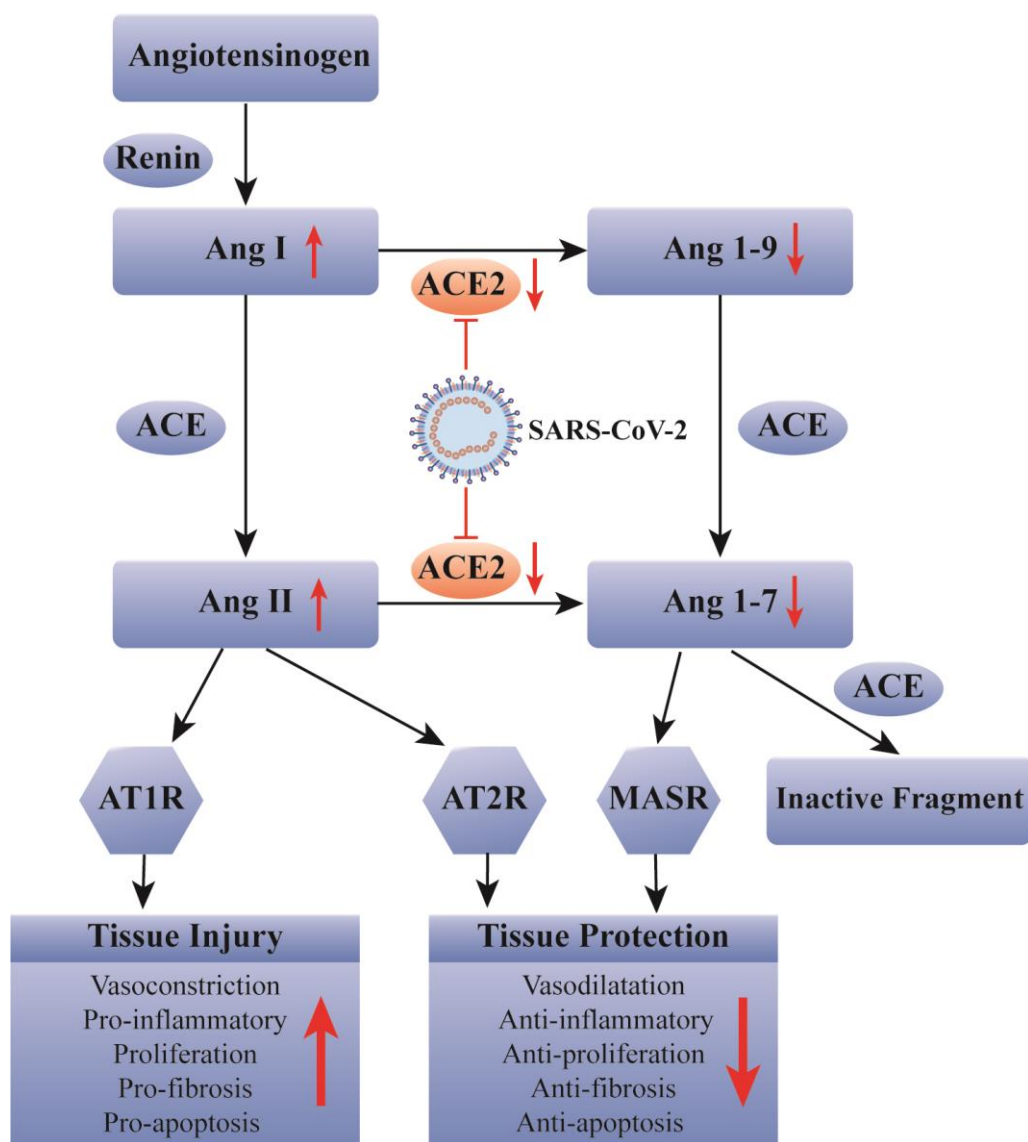 Angiotensinogen
Renin
Ang I
Ang 1-9
ACE2
SARS-CoV-2
ACE
ACE
ACE2
Ang II
Ang 1-7
ACE
AT1R
AT2R
MASR
Inactive Fragment
Tissue Injury
Vasoconstriction
Pro-inflammatory
Proliferation
Pro-fibrosis
Pro-apoptosis
Tissue Protection
Vasodilatation
Anti-inflammatory
Anti-proliferation
Anti-fibrosis
Anti-apoptosis